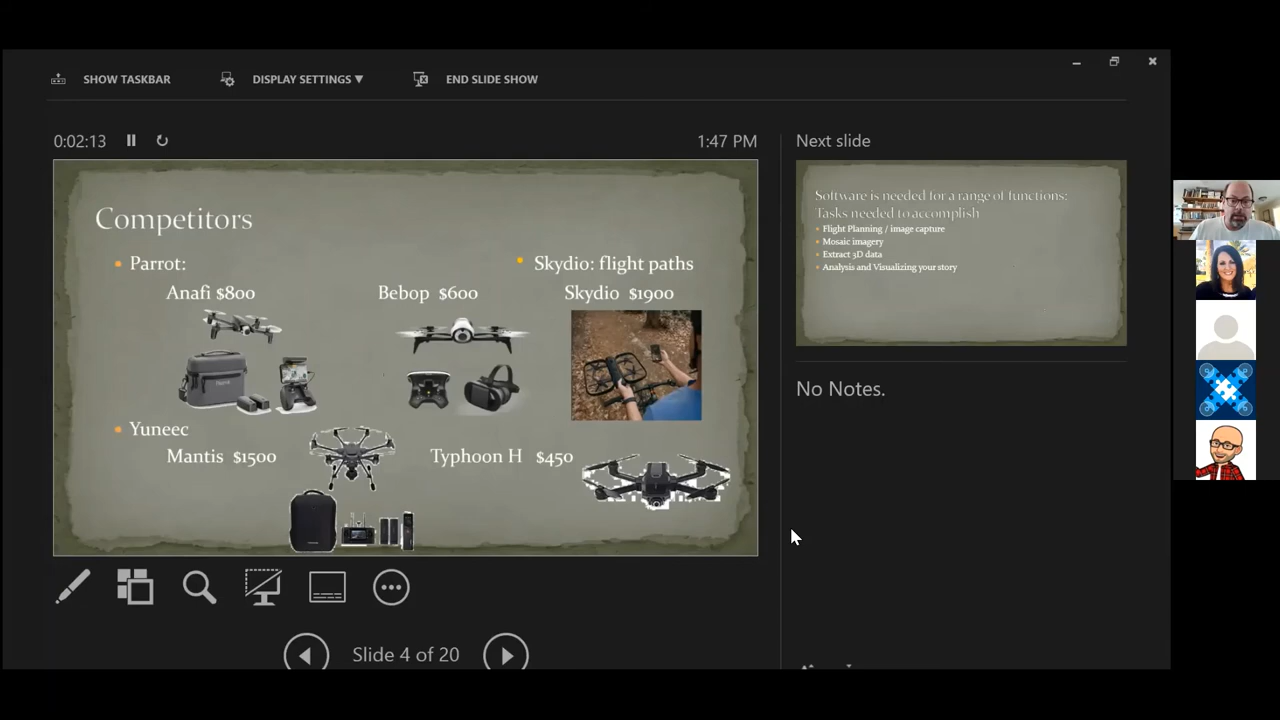 SHOW TASKBAR
DISPLAY SETTINGS ▼
END SLIDE SHOW
0:02:13
1:47 PM
Competitors
Parrot:
Skydio: flight paths
Anafi $800
Bebop $600
Skydio $1900
Yuneec
Mantis $1500
Typhoon H $450
Slide 4 of 20
Next slide
Software is needed for a range of functions:
Tasks needed to accomplish
Flight Planning / image capture
Mosaic imagery
Extract 3D data
Analysis and Visualizing your story
No Notes.